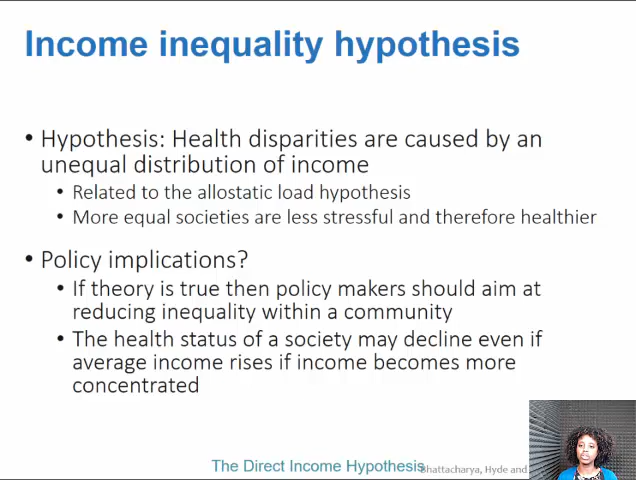 Income inequality hypothesis
• Hypothesis: Health disparities are caused by an
unequal distribution of income
• Related to the allostatic load hypothesis
• More equal societies are less stressful and therefore healthier
• Policy implications?
• If theory is true then policy makers should aim at
reducing inequality within a community
• The health status of a society may decline even if
average income rises if income becomes more
concentrated
The Direct Income Hypothesis
Bhattacharya, Hyde and